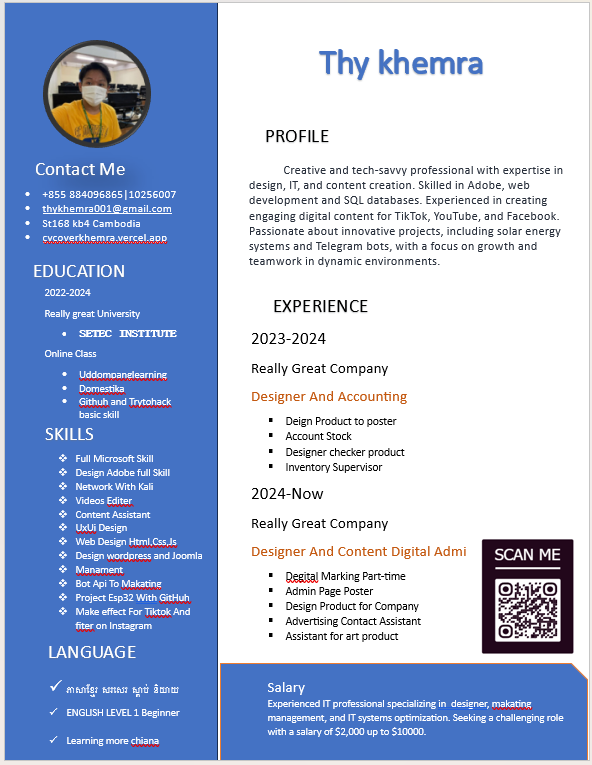 Thy khemra
Contact Me
+855 884096865|10256007
thykhemra001@gmail.com
St168 kb4 Cambodia
cvcoverkhemra.vercel.app
EDUCATION
2022-2024
Really great University
SETEC INSTITUTE
Online Class
Uddompanelearning
Domestika
Githuh and Trytohack
basic skill
SKILLS
Full Microsoft Skill
Design Adobe full Skill
Network With Kali
Videos Editer
Content Assistant
UxUi Design
Web Design Html,Css,Js
Design wordpress and Joomla
Manament
Bot Api To Makating
Project Esp32 With GitHuh
Make effect For Tiktok And
fiter on Instagram
LANGUAGE
ភាសាខ្មែរ សរសេរ ស្តាប់ និយាយ
ENGLISH LEVEL 1 Beginner
Learning more chiana
PROFILE
Creative and tech-savvy professional with expertise in
design, IT, and content creation. Skilled in Adobe, web
development and SQL databases. Experienced in creating
engaging digital content for TikTok, YouTube, and Facebook.
Passionate about innovative projects, including solar energy
systems and Telegram bots, with a focus on growth and
teamwork in dynamic environments.
EXPERIENCE
2023-2024
Really Great Company
Designer And Accounting
Deign Product to poster
Account Stock
Designer checker product
Inventory Supervisor
2024-Now
Really Great Company
Designer And Content Digital Admi
Degital Marking Part-time
Admin Page Poster
Design Product for Company
Advertising Contact Assistant
Assistant for art product
SCAN ME
Salary
Experienced IT professional specializing in designer, makating
management, and IT systems optimization. Seeking a challenging role
with a salary of $2,000 up to $10000.